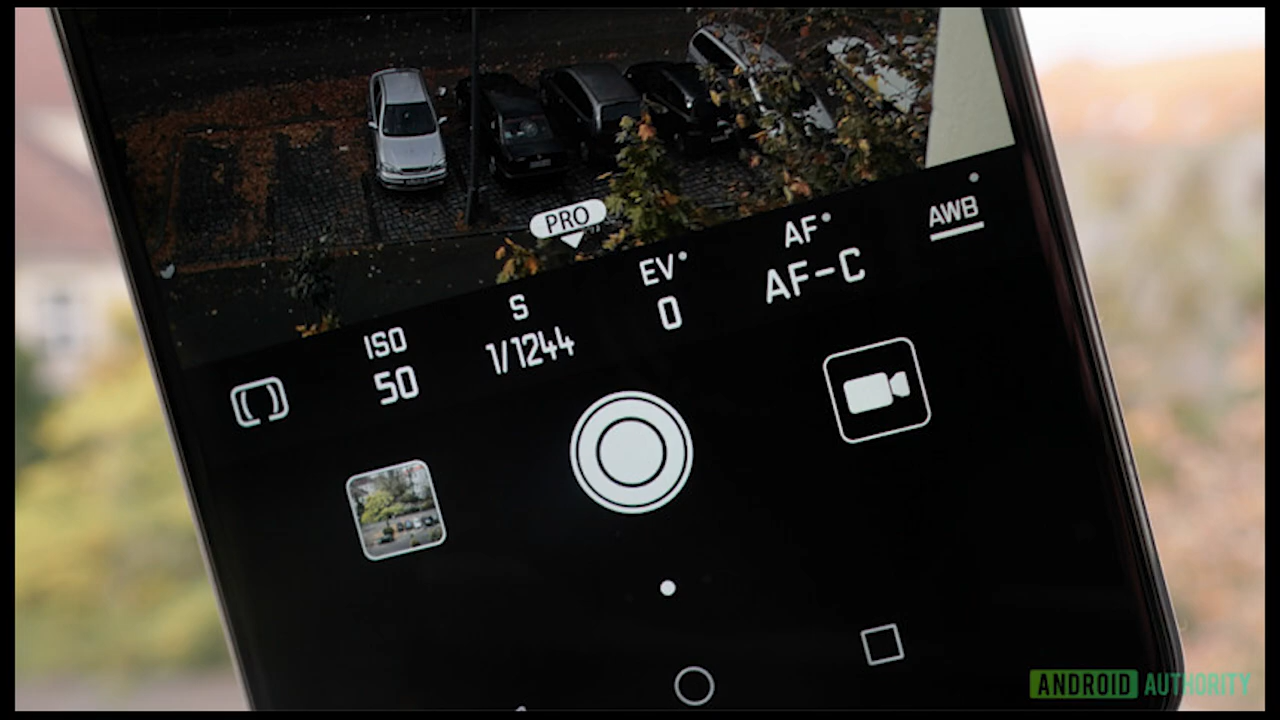 PRO
ISO S EV AF AWB
50 1/1244 0 AF-C
ANDROID AUTHORITY